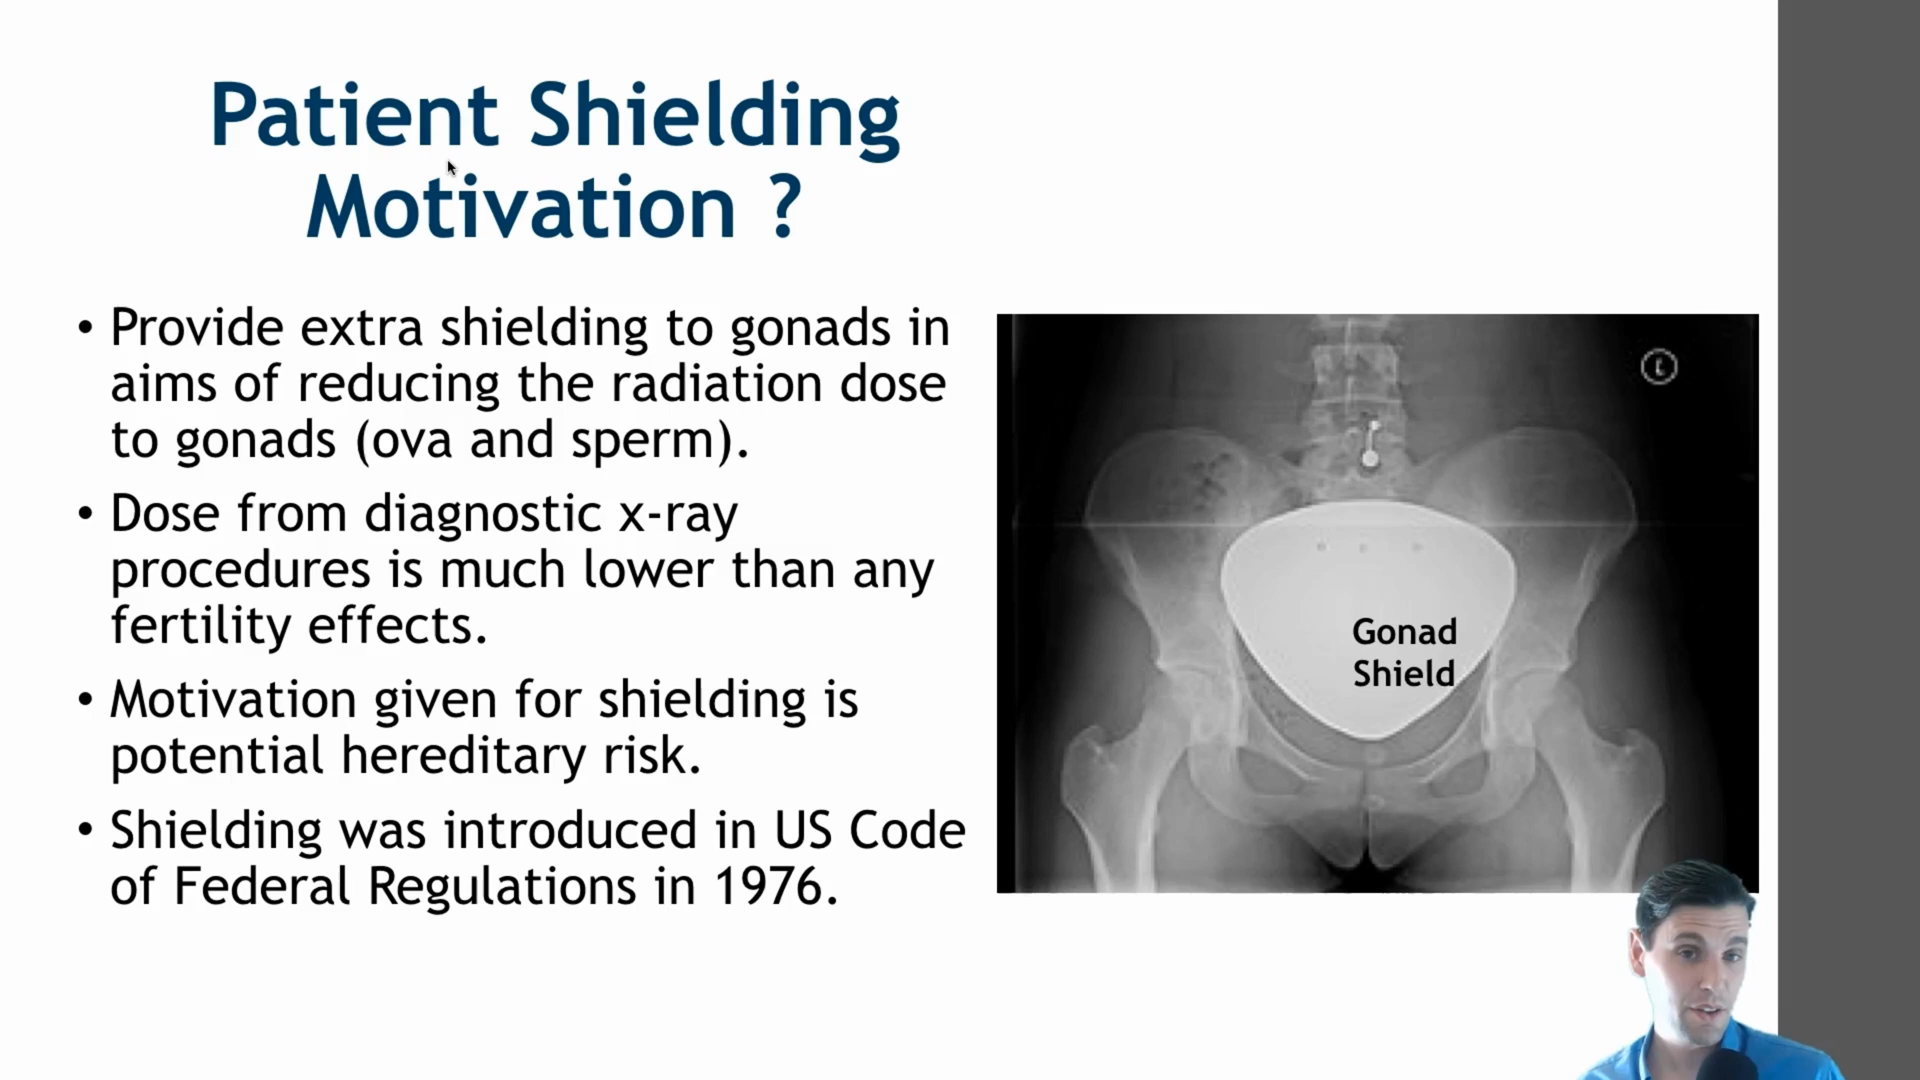 Patient Shielding
Motivation ?
• Provide extra shielding to gonads in
aims of reducing the radiation dose
to gonads (ova and sperm).
• Dose from diagnostic x-ray
procedures is much lower than any
fertility effects.
• Motivation given for shielding is
potential hereditary risk.
• Shielding was introduced in US Code
of Federal Regulations in 1976.
Gonad
Shield